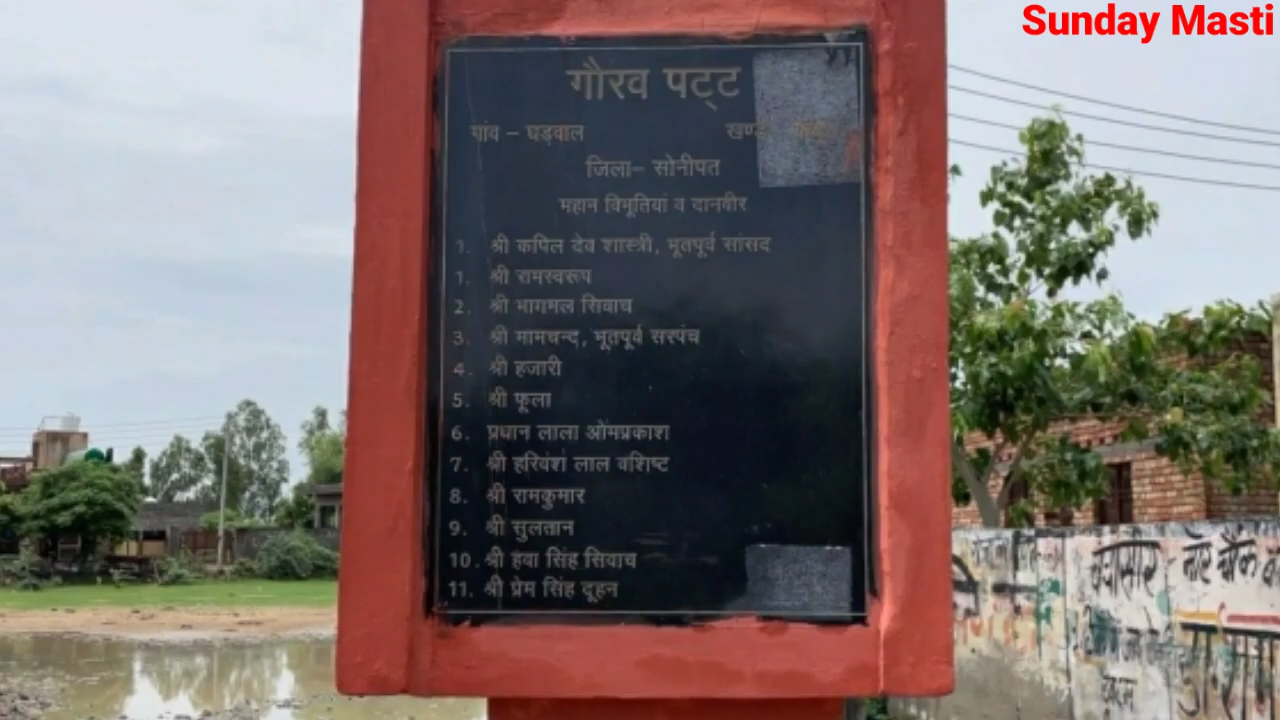 Sunday Masti
गौरव पट्ट
गांव – घड़वाल खण्ड
जिला– सोनीपत
महान विभूतियां व दानवीर
1. श्री कपिल देव शास्त्री, भूतपूर्व सांसद
1. श्री रामस्वरूप
2. श्री भागमल सिवाच
3. श्री मामचन्द, भूतपूर्व सरपंच
4. श्री हजारी
5. श्री फूला
6. प्रधान लाला ओमप्रकाश
7. श्री हरिवंश लाल वशिष्ट
8. श्री रामकुमार
9. श्री सुलतान
10. श्री हवा सिंह सिवाच
11. श्री प्रेम सिंह दूहन